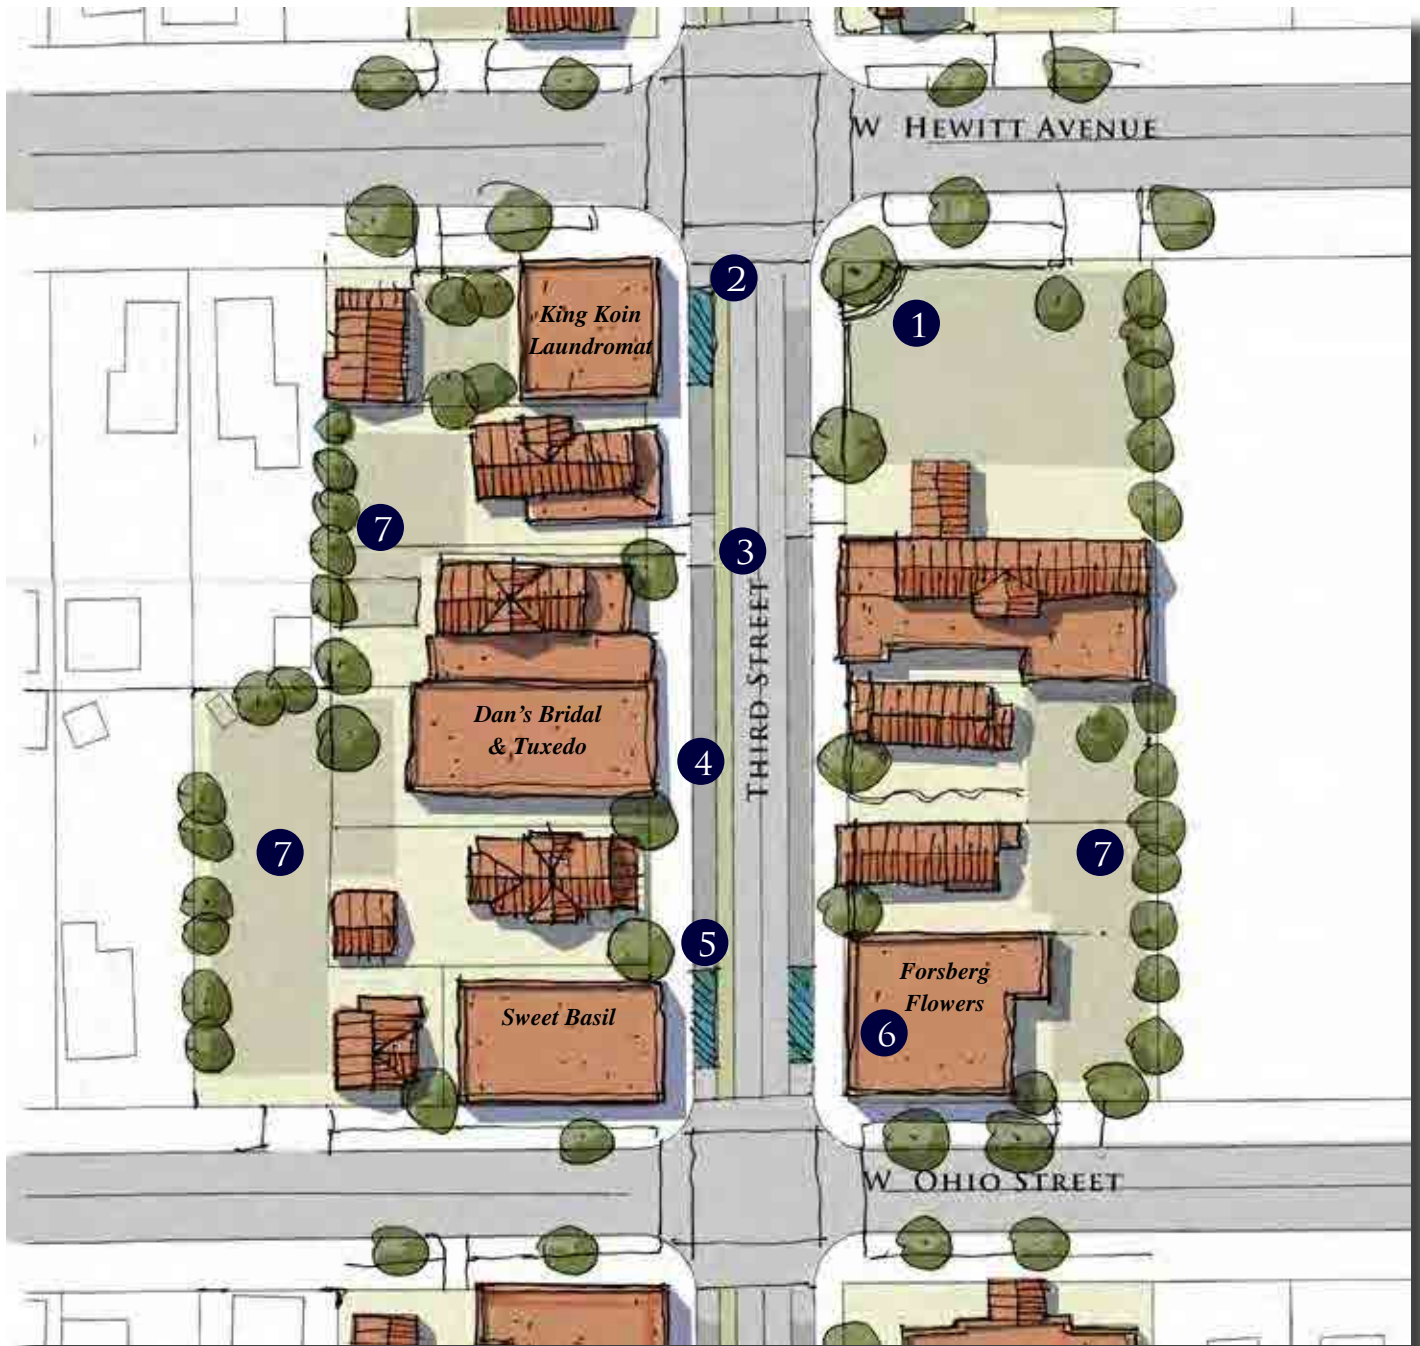 W HEWITT AVENUE
2
King Koin
Laundromat
1
7
3
THIRD STREET
Dan's Bridal
& Tuxedo
4
7
7
5
Forsberg
Flowers
Sweet Basil
6
W OHIO STREET